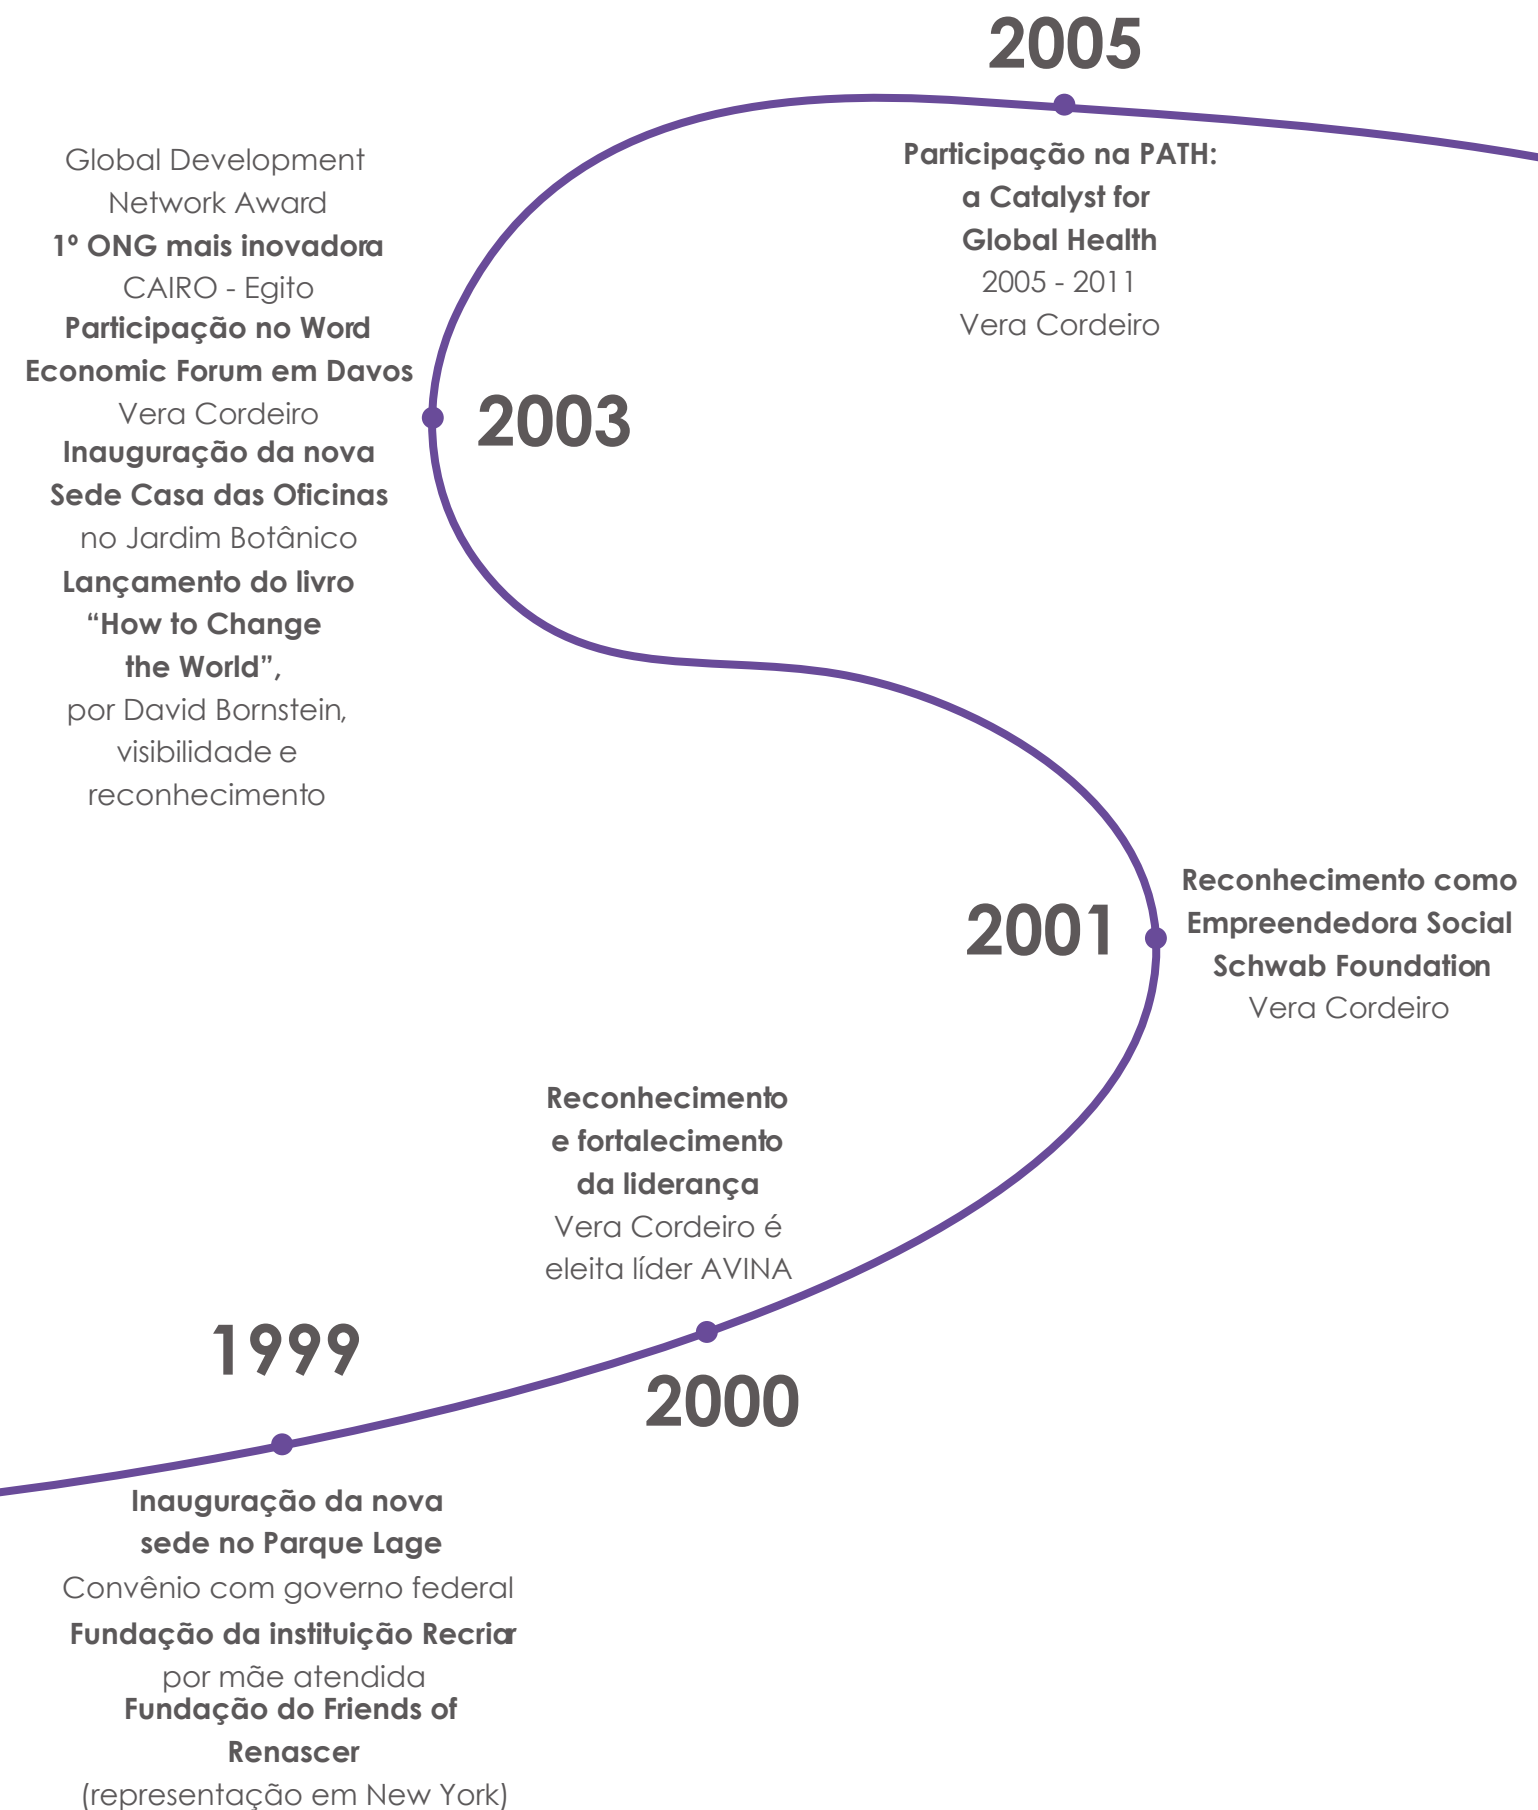 2005
Participação na PATH:
a Catalyst for
Global Health
2005 - 2011
Vera Cordeiro
Global Development
Network Award
1º ONG mais inovadora
CAIRO - Egito
Participação no Word
Economic Forum em Davos
Vera Cordeiro
Inauguração da nova
Sede Casa das Oficinas
no Jardim Botânico
Lançamento do livro
“How to Change
the World”,
por David Bornstein,
visibilidade e
reconhecimento
2003
2001
Reconhecimento como
Empreendedora Social
Schwab Foundation
Vera Cordeiro
Reconhecimento
e fortalecimento
da liderança
Vera Cordeiro é
eleita líder AVINA
2000
1999
Inauguração da nova
sede no Parque Lage
Convênio com governo federal
Fundação da instituição Recriar
por mãe atendida
Fundação do Friends of
Renascer
(representação em New York)